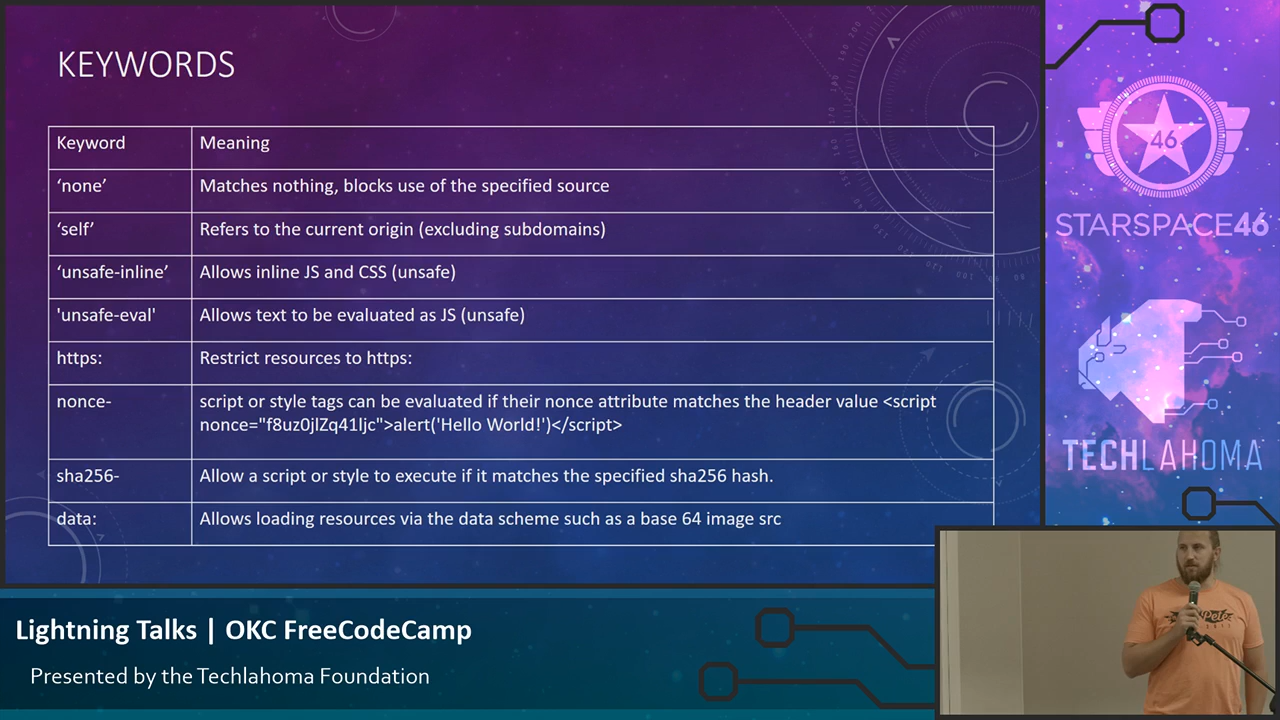 KEYWORDS
Keyword Meaning
‘none’ Matches nothing, blocks use of the specified source
‘self’ Refers to the current origin (excluding subdomains)
‘unsafe-inline’ Allows inline JS and CSS (unsafe)
'unsafe-eval' Allows text to be evaluated as JS (unsafe)
https: Restrict resources to https:
nonce- script or style tags can be evaluated if their nonce attribute matches the header value <script
nonce="f8uz0jlZq41ljc">alert('Hello World!')</script>
sha256- Allow a script or style to execute if it matches the specified sha256 hash.
data: Allows loading resources via the data scheme such as a base 64 image src
46
STARSPACE46
TECHLAHOMA
Lightning Talks | OKC FreeCodeCamp
Presented by the Techlahoma Foundation